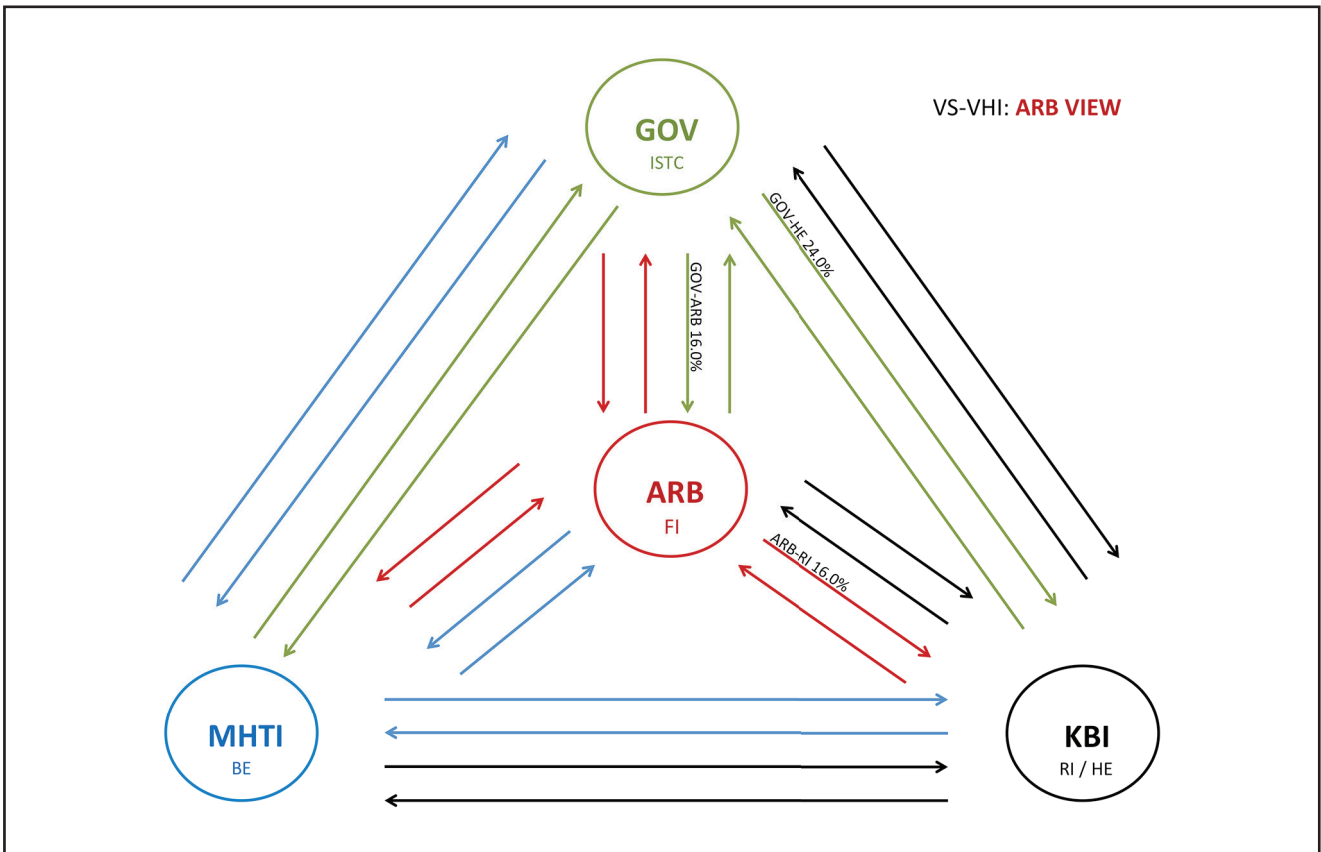 GOV
ISTC
VS-VHI: ARB VIEW
GOV-HE 24.0%
GOV-ARB 16.0%
ARB
FI
ARB-RI 16.0%
MHTI
BE
KBI
RI / HE